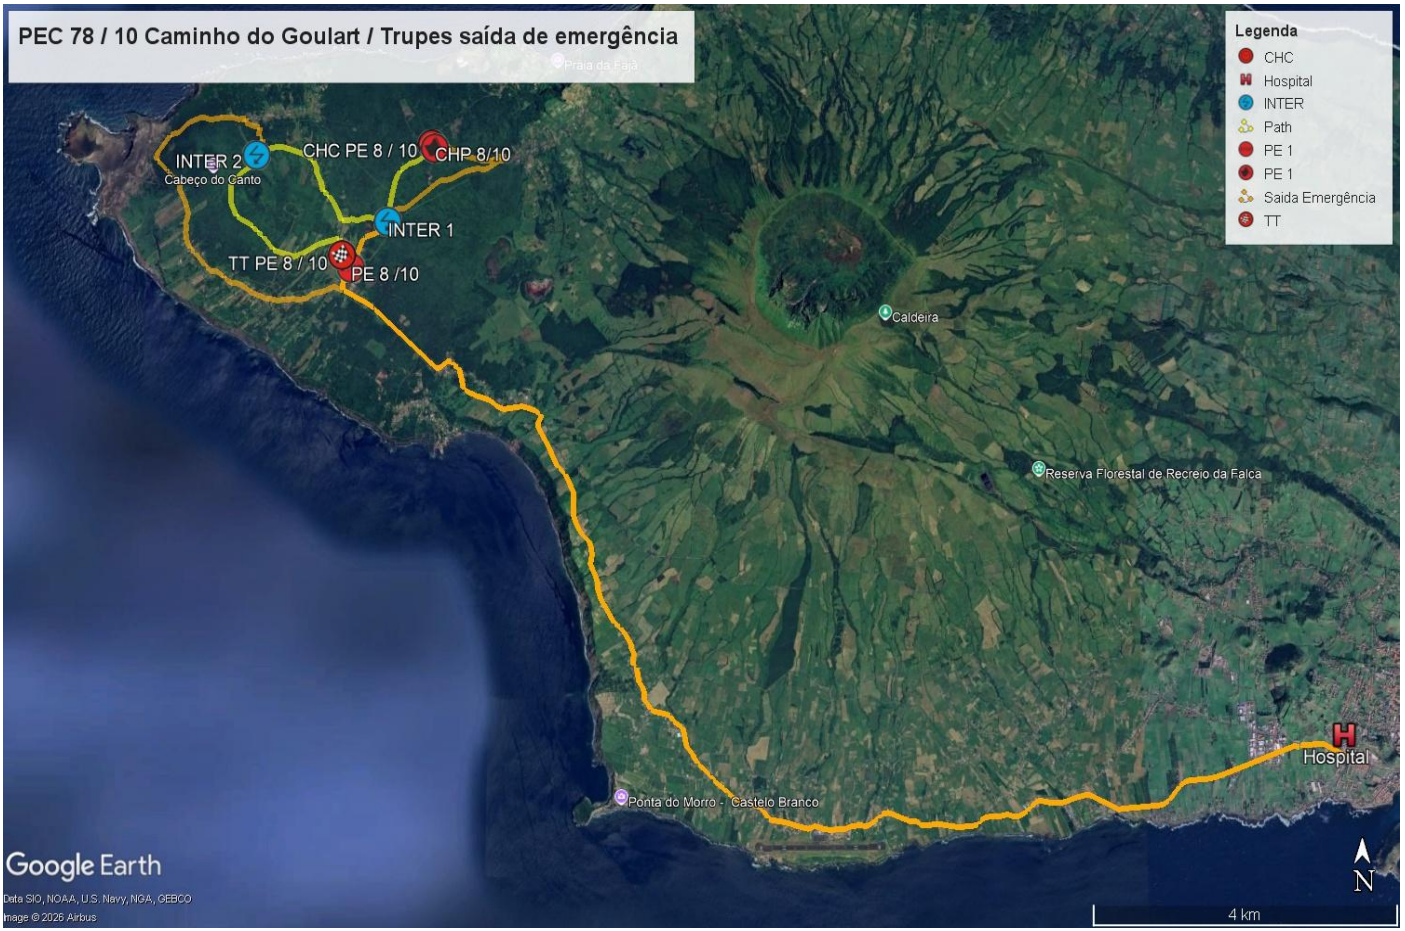 PEC 78 / 10 Caminho do Goulart / Trupes saída de emergência
Praia da Fajã
Legenda
CHC
Hospital
INTER
Path
PE 1
PE 1
Saida Emergência
TT
CHC PE 8 / 10
CHP 8/10
INTER 2
Cabeço do Canto
INTER 1
TT PE 8 / 10
PE 8 /10
Caldeira
Reserva Florestal de Recreio da Falca
Hospital
Ponta do Morro - Castelo Branco
Google Earth
Data SIO, NOAA, U.S. Navy, NGA, GEBCO
Image © 2026 Airbus
N
4 km